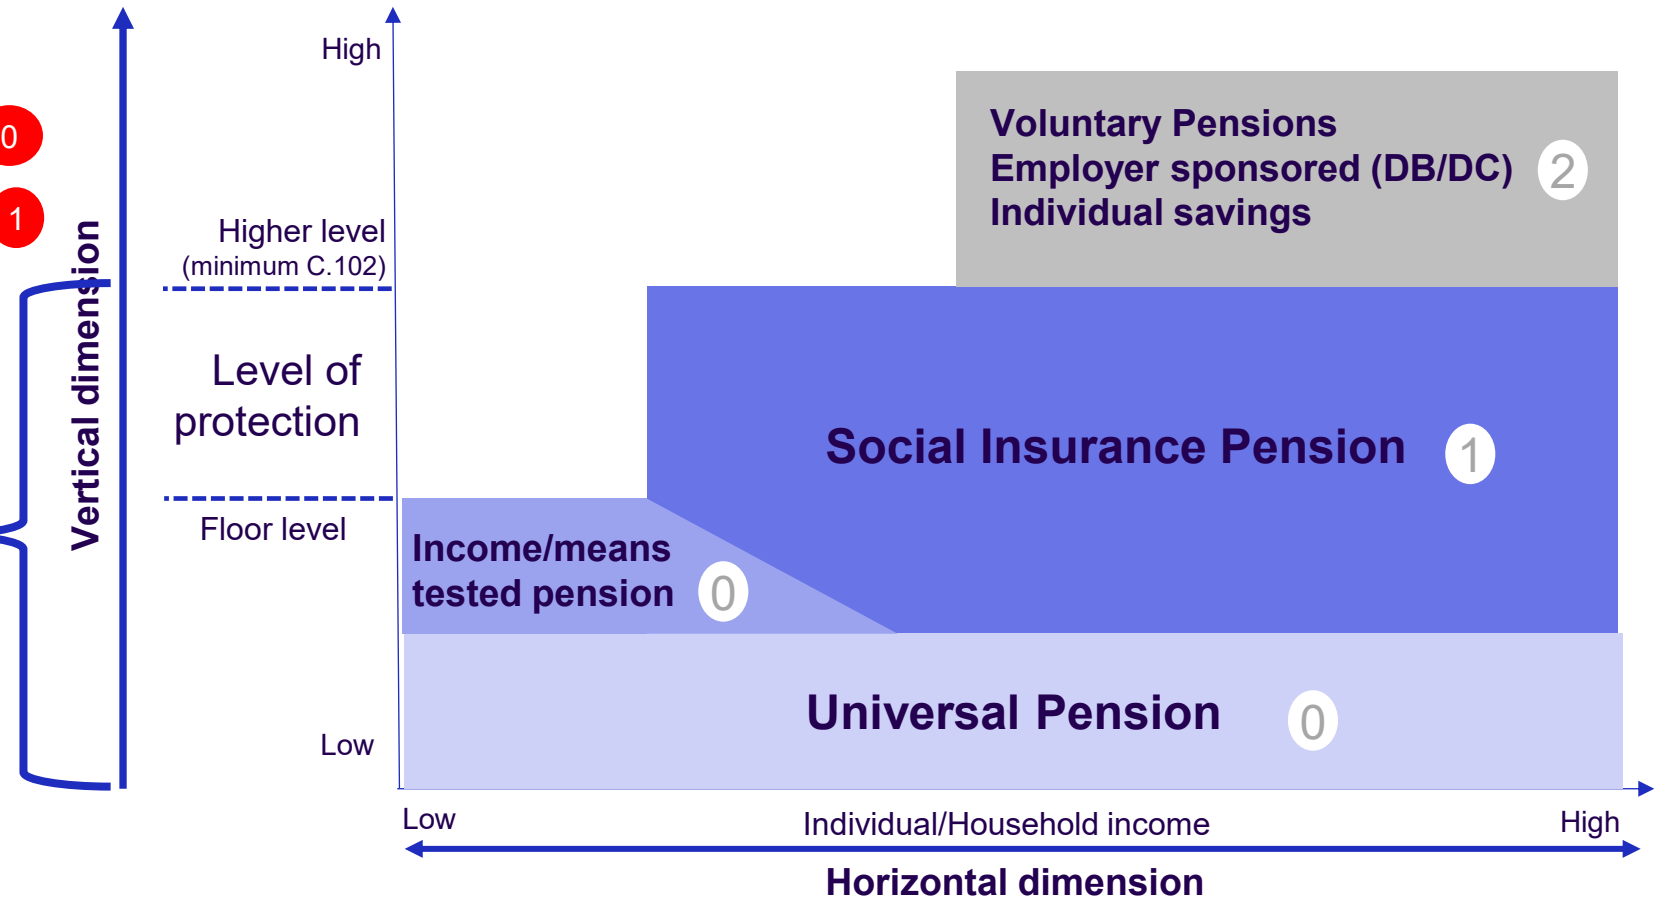 High
0
1
Vertical dimension
Higher level
(minimum C.102)
Level of
protection
Floor level
Low
Voluntary Pensions
Employer sponsored (DB/DC)
Individual savings
2
Social Insurance Pension
1
Income/means
tested pension
0
Universal Pension
0
Low
Individual/Household income
High
Horizontal dimension